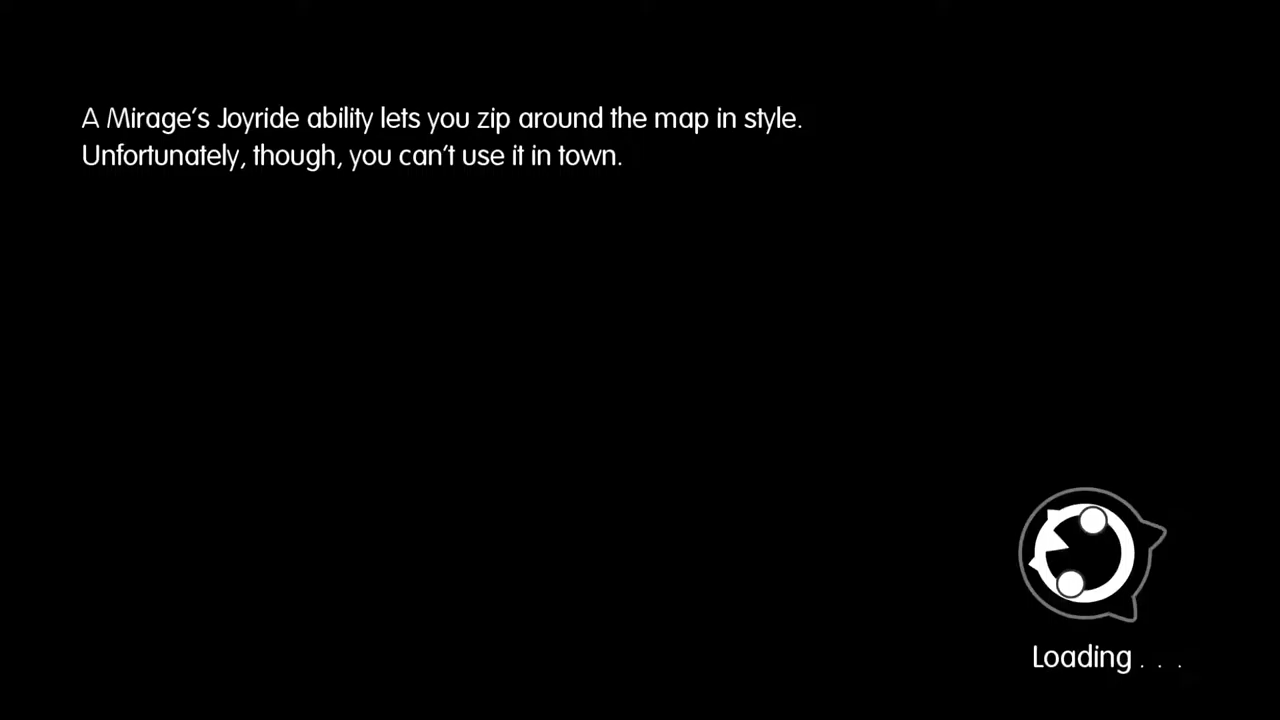 A Mirage's Joyride ability lets you zip around the map in style.
Unfortunately, though, you can't use it in town.
Loading . . .